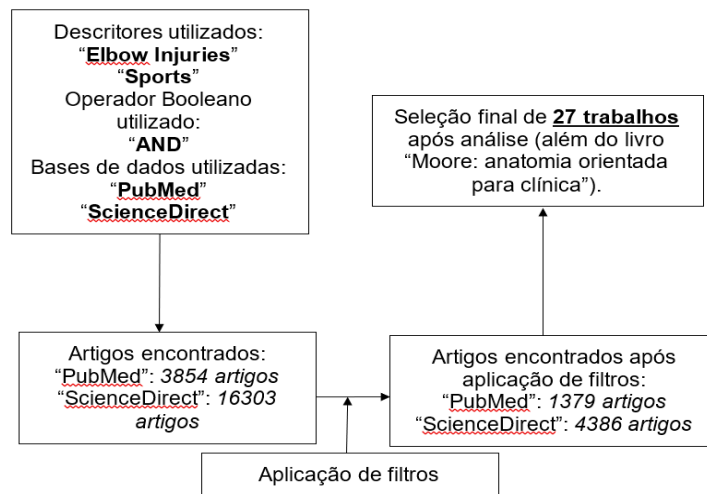 Descritores utilizados:
“Elbow Injuries”
“Sports”
Operador Booleano
utilizado:
“AND”
Bases de dados utilizadas:
“PubMed”
“ScienceDirect”
Seleção final de 27 trabalhos
após análise (além do livro
“Moore: anatomia orientada
para clínica”).
Artigos encontrados:
“PubMed”: 3854 artigos
“ScienceDirect”: 16303
artigos
Artigos encontrados após
aplicação de filtros:
“PubMed”: 1379 artigos
“ScienceDirect”: 4386 artigos
Aplicação de filtros